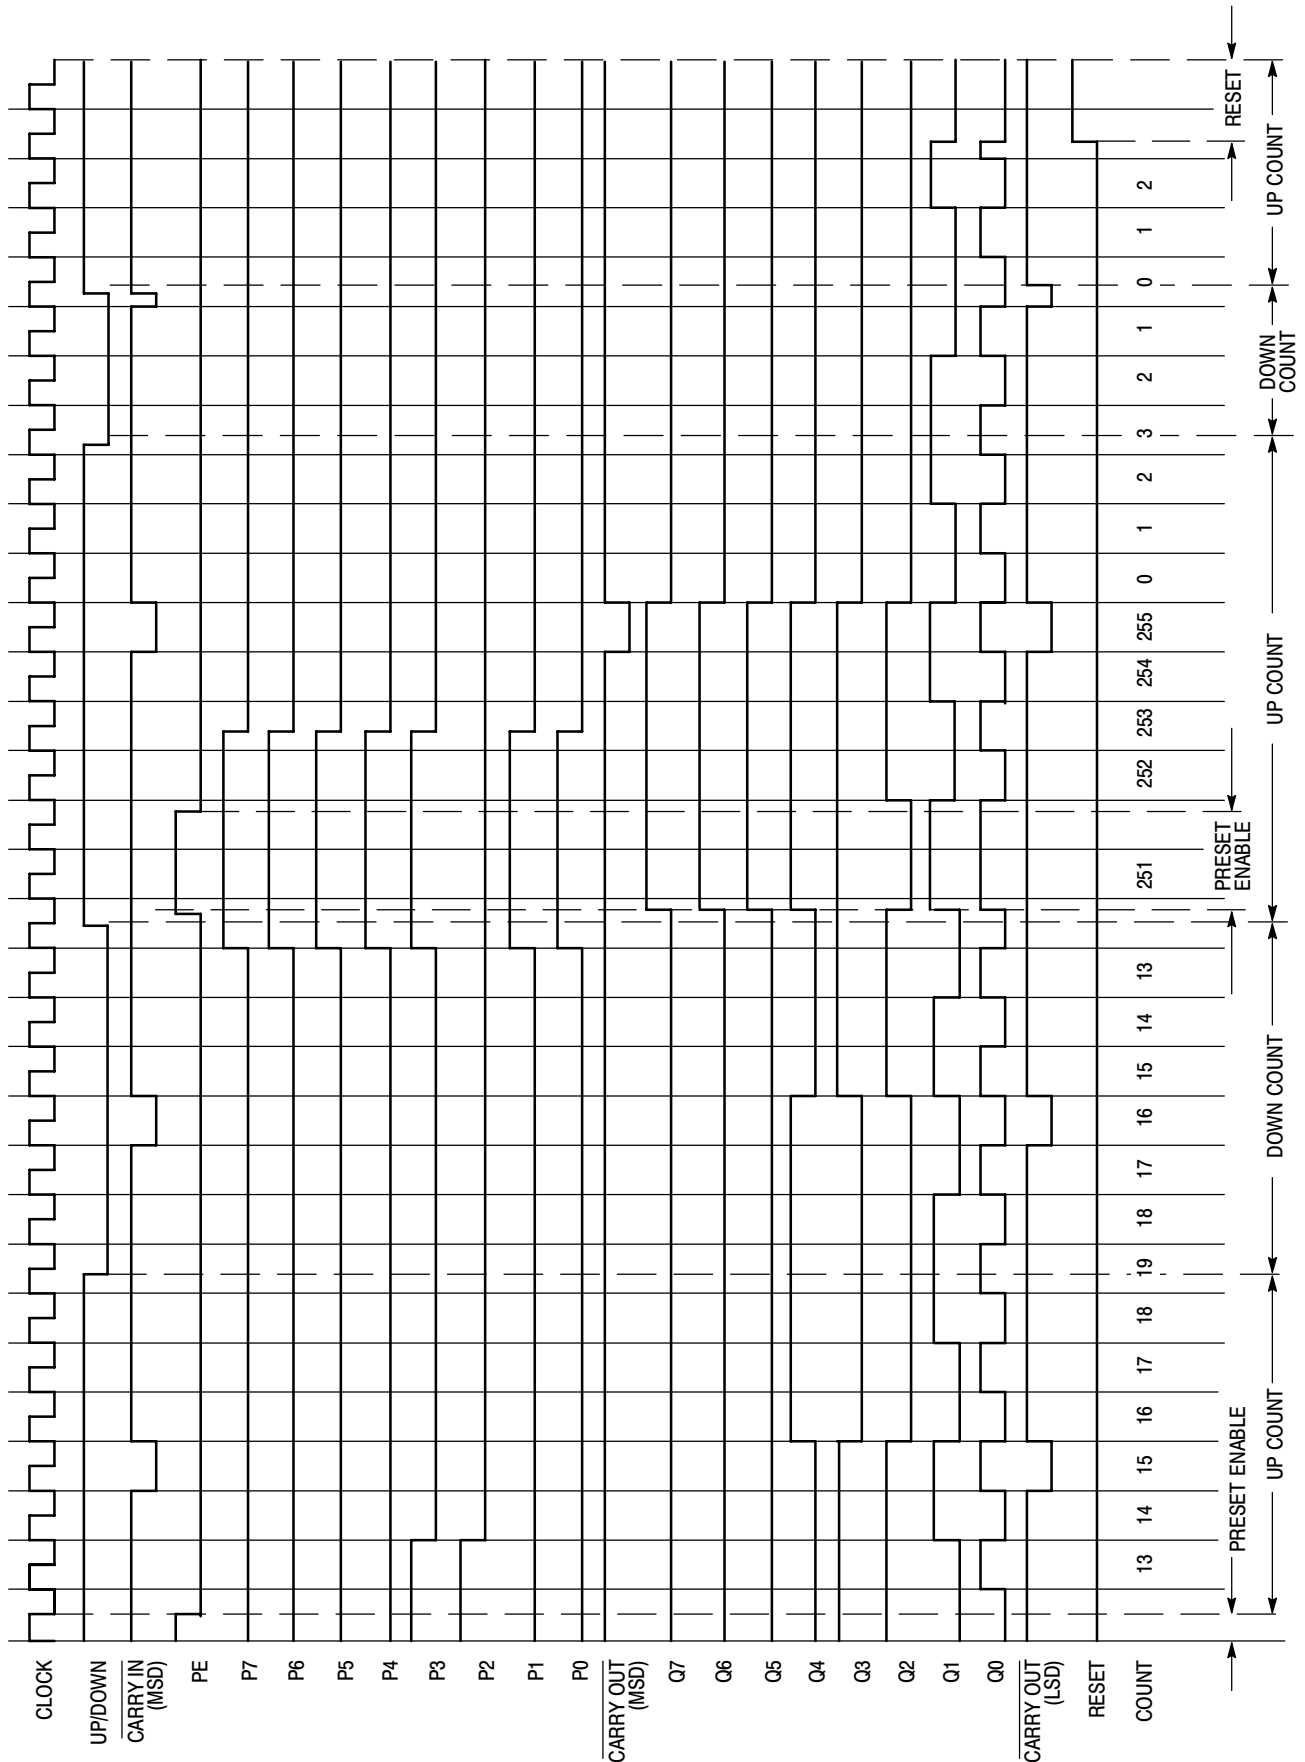 CLOCK
UP/DOWN
CARRY IN
(MSD)
PE
P7
P6
P5
P4
P3
P2
P1
P0
CARRY OUT
(MSD)
Q7
Q6
Q5
Q4
Q3
Q2
Q1
Q0
CARRY OUT
(LSD)
RESET
COUNT
13 14 15 16 17 18 19 18 17 16 15 14 13 251 252 253 254 255 0 1 2 3 2 1 0 1 2
PRESET ENABLE
PRESET
ENABLE
RESET
UP COUNT
DOWN COUNT
UP COUNT
DOWN
COUNT
UP COUNT